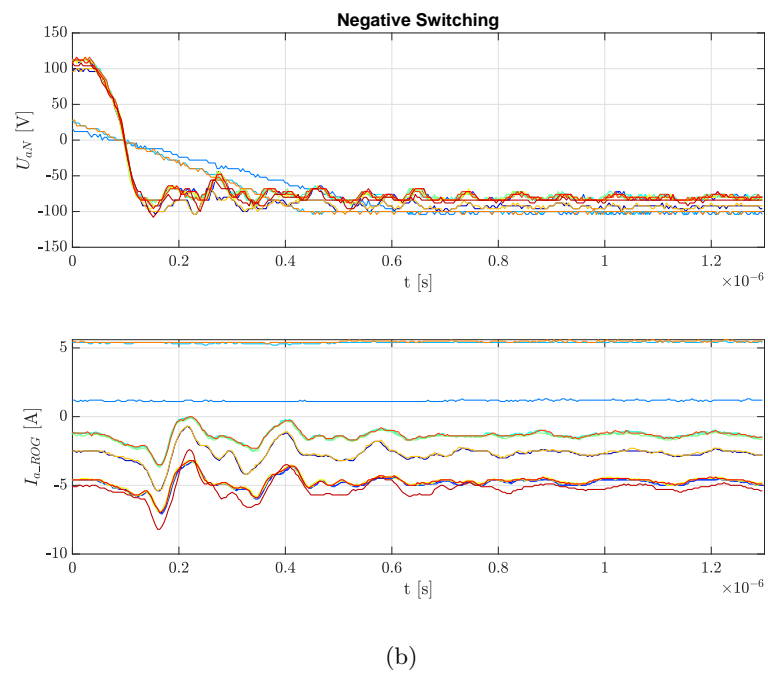 Negative Switching
150
100
50
0
-50
-100
-150
U_{aN} [V]
0 0.2 0.4 0.6 0.8 1 1.2
×10^{-6}
t [s]
5
0
-5
-10
I_{a\_ROG} [A]
0 0.2 0.4 0.6 0.8 1 1.2
×10^{-6}
t [s]
(b)